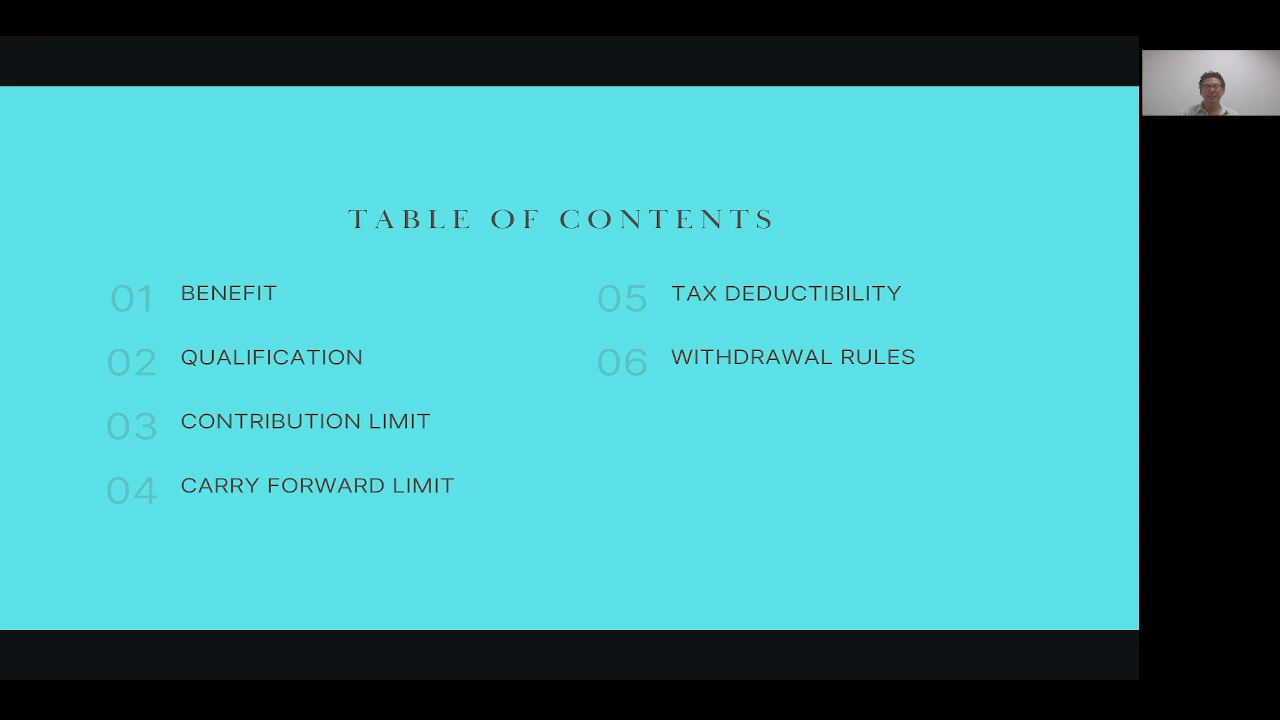 TABLE OF CONTENTS
01 BENEFIT
02 QUALIFICATION
03 CONTRIBUTION LIMIT
04 CARRY FORWARD LIMIT
05 TAX DEDUCTIBILITY
06 WITHDRAWAL RULES